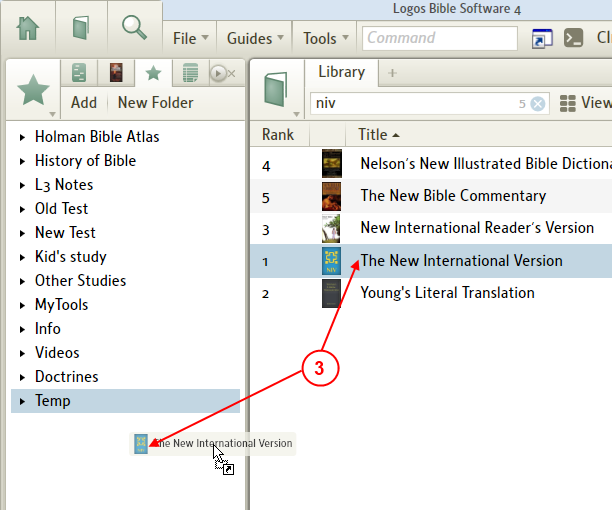 Logos Bible Software 4
File Guides Tools Command
Library
Add New Folder
niv 5 View
Rank Title
Holman Bible Atlas
History of Bible
L3 Notes
Old Test
New Test
Kid's study
Other Studies
MyTools
Info
Videos
Doctrines
Temp
4 Nelson's New Illustrated Bible Dictiona
5 The New Bible Commentary
3 New International Reader's Version
1 The New International Version
2 Young's Literal Translation
3
The New International Version